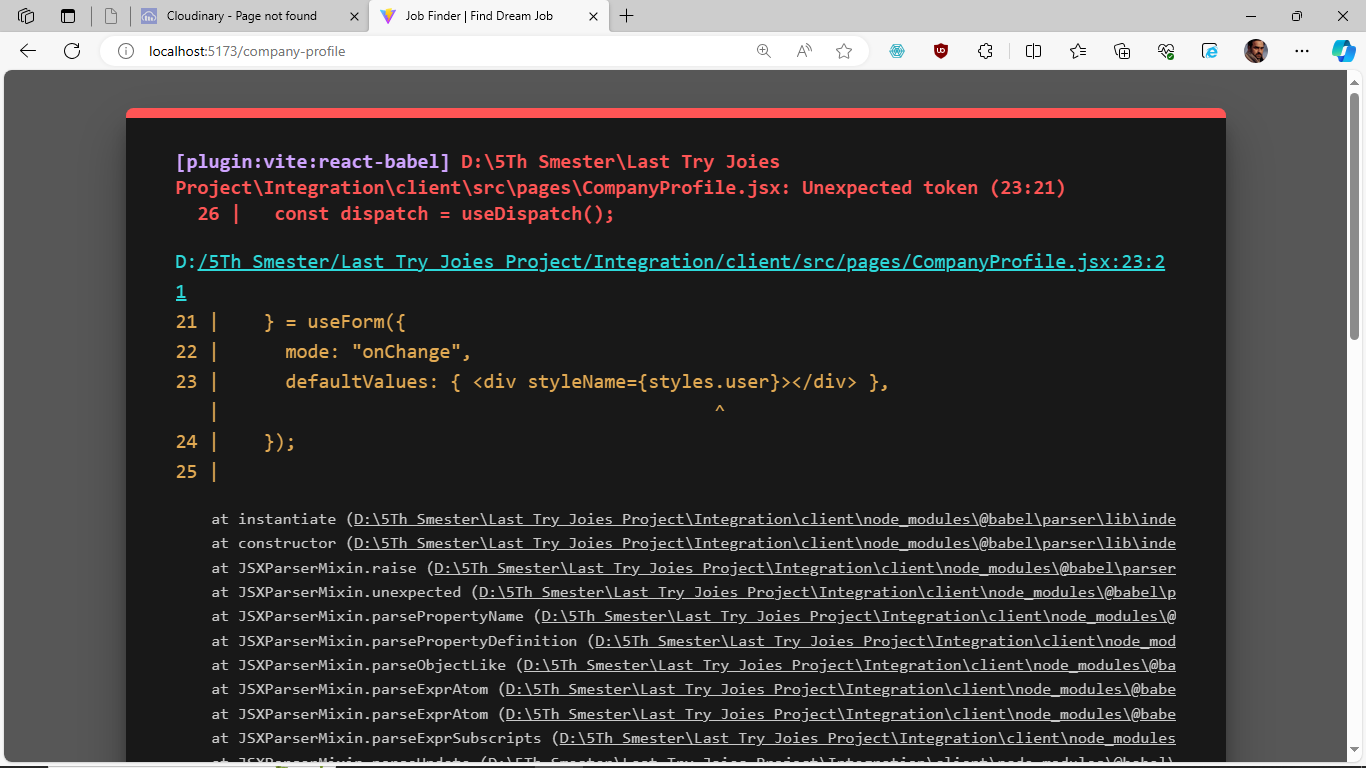 Cloudinary - Page not found
Job Finder | Find Dream Job
localhost:5173/company-profile
[plugin:vite:react-babel] D:\5Th Smester\Last Try Joies
Project\Integration\client\src\pages\CompanyProfile.jsx: Unexpected token (23:21)
26 |   const dispatch = useDispatch();
D:/5Th Smester/Last Try Joies Project/Integration/client/src/pages/CompanyProfile.jsx:23:2
1
21 |    } = useForm({
22 |      mode: "onChange",
23 |      defaultValues: { <div styleName={styles.user}></div> },
|                                              ^
24 |    });
25 |
at instantiate (D:\5Th Smester\Last Try Joies Project\Integration\client\node_modules\@babel\parser\lib\inde
at constructor (D:\5Th Smester\Last Try Joies Project\Integration\client\node_modules\@babel\parser\lib\inde
at JSXParserMixin.raise (D:\5Th Smester\Last Try Joies Project\Integration\client\node_modules\@babel\parser
at JSXParserMixin.unexpected (D:\5Th Smester\Last Try Joies Project\Integration\client\node_modules\@babel\p
at JSXParserMixin.parsePropertyName (D:\5Th Smester\Last Try Joies Project\Integration\client\node_modules\@
at JSXParserMixin.parsePropertyDefinition (D:\5Th Smester\Last Try Joies Project\Integration\client\node_mod
at JSXParserMixin.parseObjectLike (D:\5Th Smester\Last Try Joies Project\Integration\client\node_modules\@ba
at JSXParserMixin.parseExprAtom (D:\5Th Smester\Last Try Joies Project\Integration\client\node_modules\@babe
at JSXParserMixin.parseExprAtom (D:\5Th Smester\Last Try Joies Project\Integration\client\node_modules\@babe
at JSXParserMixin.parseExprSubscripts (D:\5Th Smester\Last Try Joies Project\Integration\client\node_modules